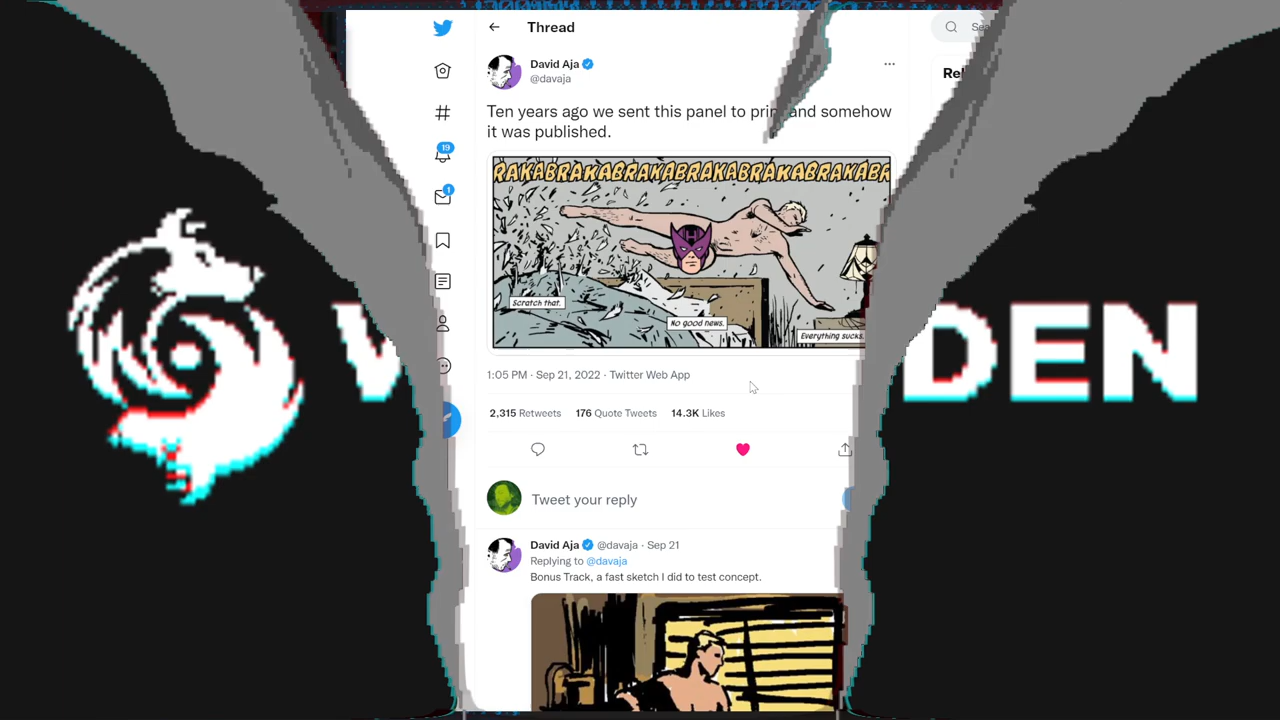 Thread
David Aja
@davaja
Ten years ago we sent this panel to print and somehow
it was published.
RAKABRAKABRAKABRAKABRAKABRAKABRAKABR
Scratch that.
No good news.
Everything sucks.
1:05 PM · Sep 21, 2022 · Twitter Web App
2,315 Retweets 176 Quote Tweets 14.3K Likes
Tweet your reply
David Aja @davaja · Sep 21
Replying to @davaja
Bonus Track, a fast sketch I did to test concept.
19
1
DEN